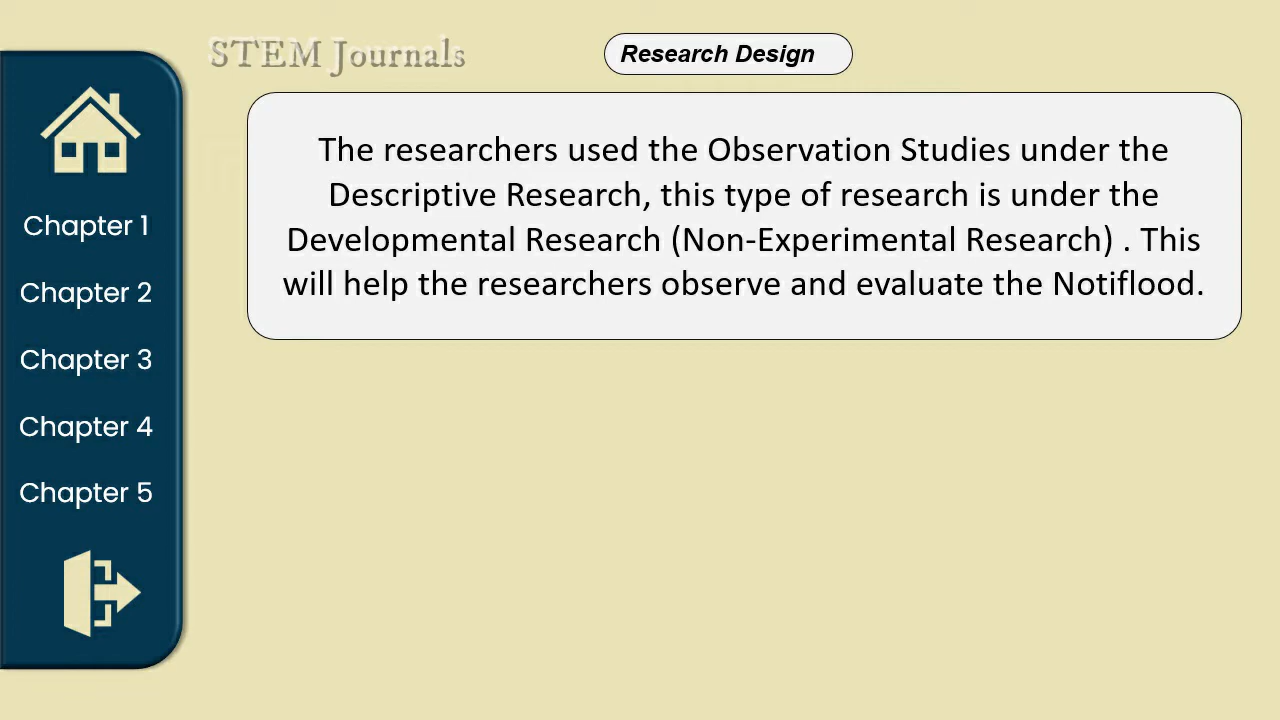 STEM Journals
Research Design
The researchers used the Observation Studies under the
Descriptive Research, this type of research is under the
Developmental Research (Non-Experimental Research) . This
will help the researchers observe and evaluate the Notiflood.
Chapter 1
Chapter 2
Chapter 3
Chapter 4
Chapter 5